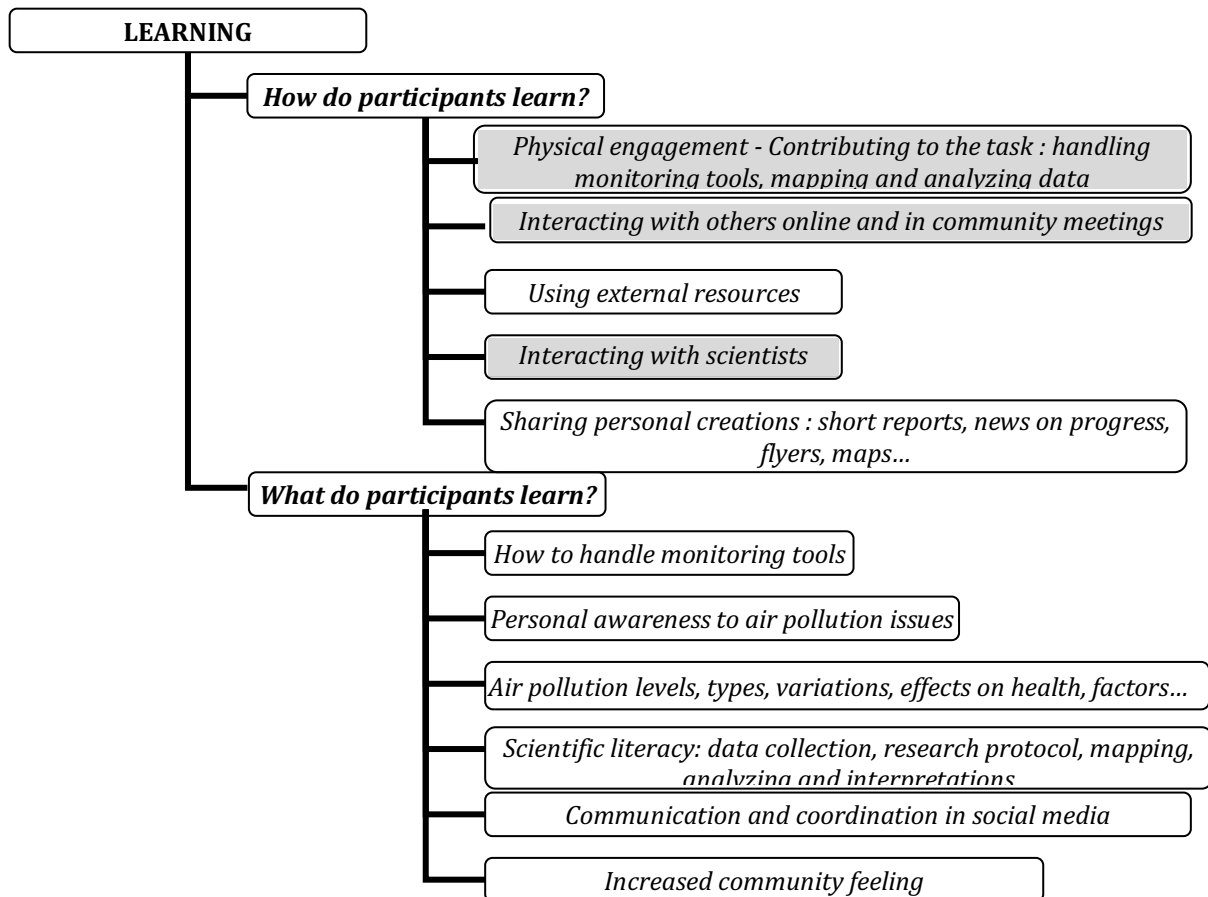 LEARNING
How do participants learn?
Physical engagement - Contributing to the task : handling
monitoring tools, mapping and analyzing data
Interacting with others online and in community meetings
Using external resources
Interacting with scientists
Sharing personal creations : short reports, news on progress,
flyers, maps…
What do participants learn?
How to handle monitoring tools
Personal awareness to air pollution issues
Air pollution levels, types, variations, effects on health, factors…
Scientific literacy: data collection, research protocol, mapping,
analyzing and interpretations
Communication and coordination in social media
Increased community feeling